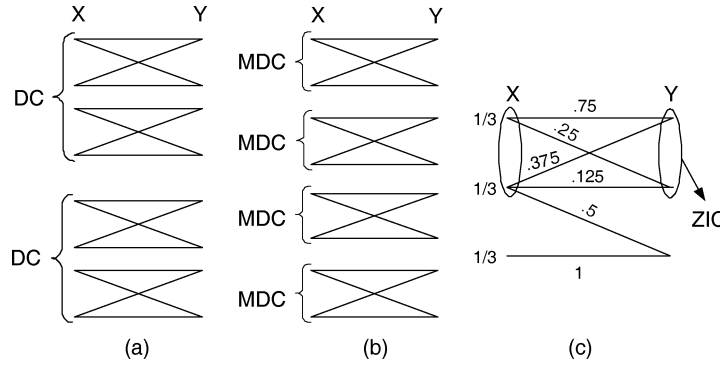 X Y
DC
DC
(a)
X Y
MDC
MDC
MDC
MDC
(b)
X Y
1/3
.75
.25
.375
1/3
.125
.5
ZIC
1/3
1
(c)